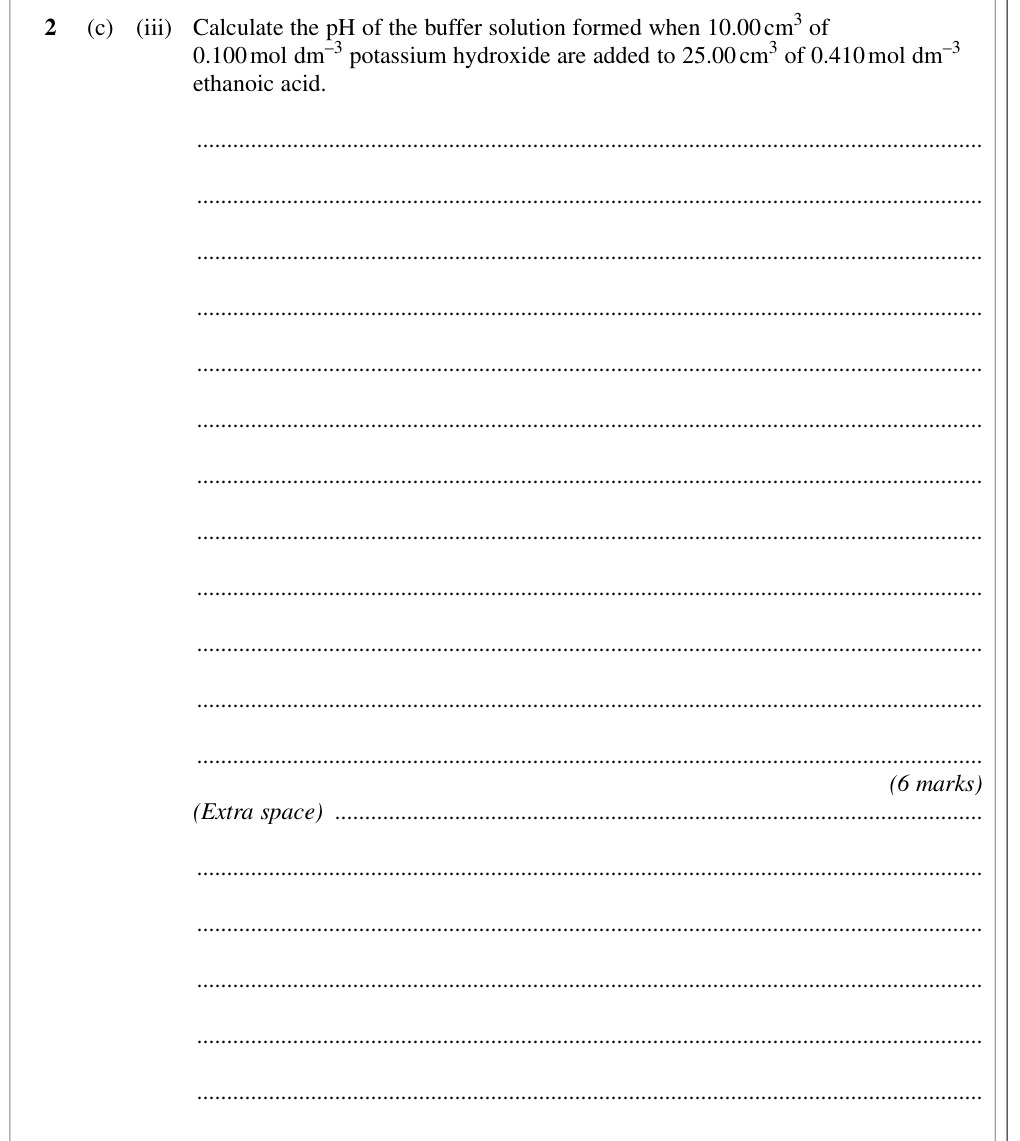 2 (c) (iii) Calculate the pH of the buffer solution formed when 10.00 cm³ of
0.100 mol dm⁻³ potassium hydroxide are added to 25.00 cm³ of 0.410 mol dm⁻³
ethanoic acid.
(6 marks)
(Extra space)